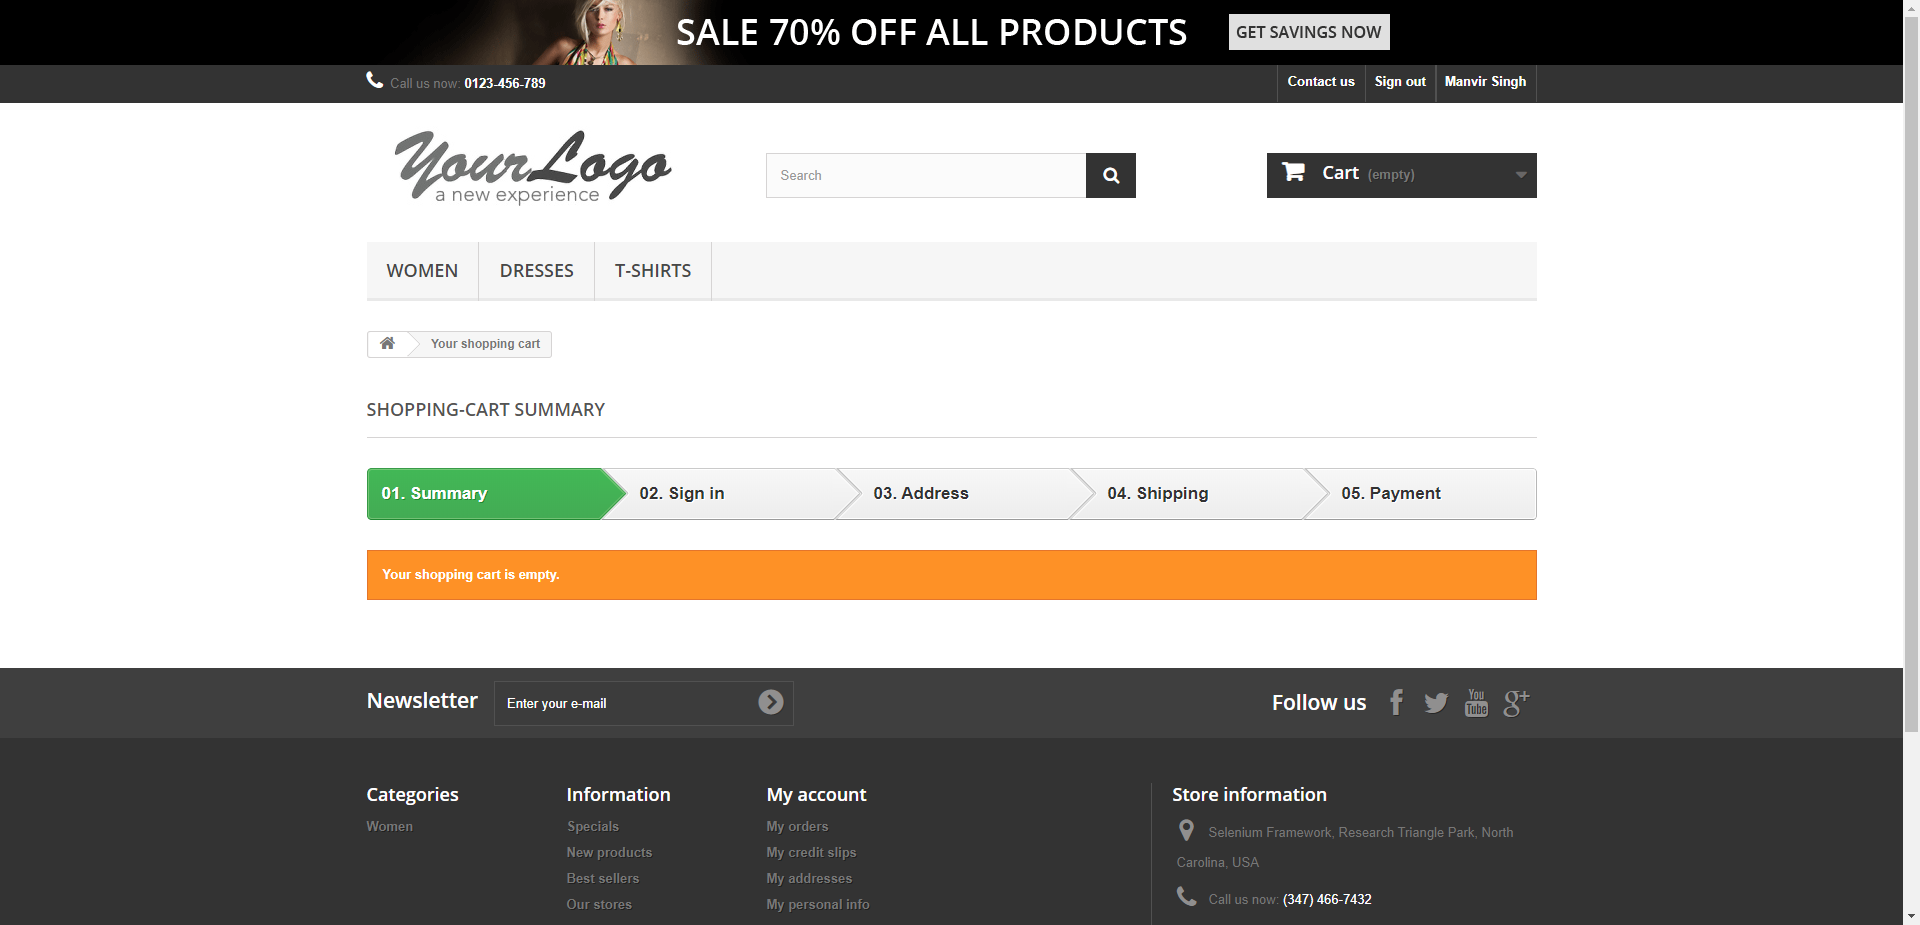 SALE 70% OFF ALL PRODUCTS
GET SAVINGS NOW
Call us now: 0123-456-789
Contact us
Sign out
Manvir Singh
YourLogo
a new experience
Search
Cart (empty)
WOMEN
DRESSES
T-SHIRTS
Your shopping cart
SHOPPING-CART SUMMARY
01. Summary
02. Sign in
03. Address
04. Shipping
05. Payment
Your shopping cart is empty.
Newsletter
Enter your e-mail
Follow us
You
Tube
g+
Categories
Women
Information
Specials
New products
Best sellers
Our stores
My account
My orders
My credit slips
My addresses
My personal info
Store information
Selenium Framework, Research Triangle Park, North
Carolina, USA
Call us now: (347) 466-7432